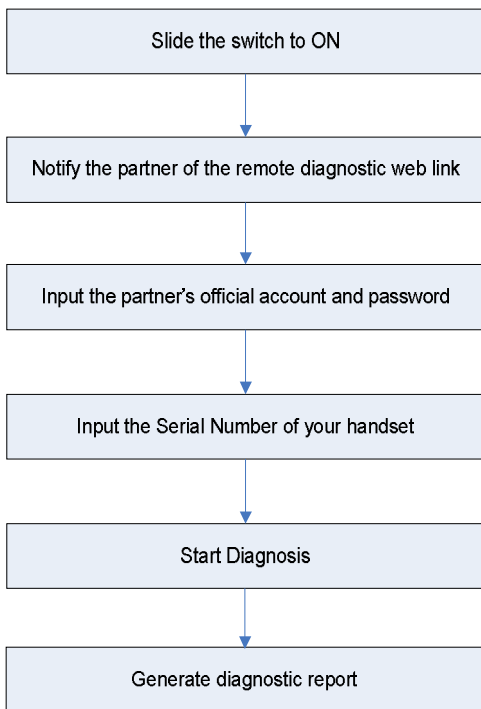 Slide the switch to ON
Notify the partner of the remote diagnostic web link
Input the partner's official account and password
Input the Serial Number of your handset
Start Diagnosis
Generate diagnostic report